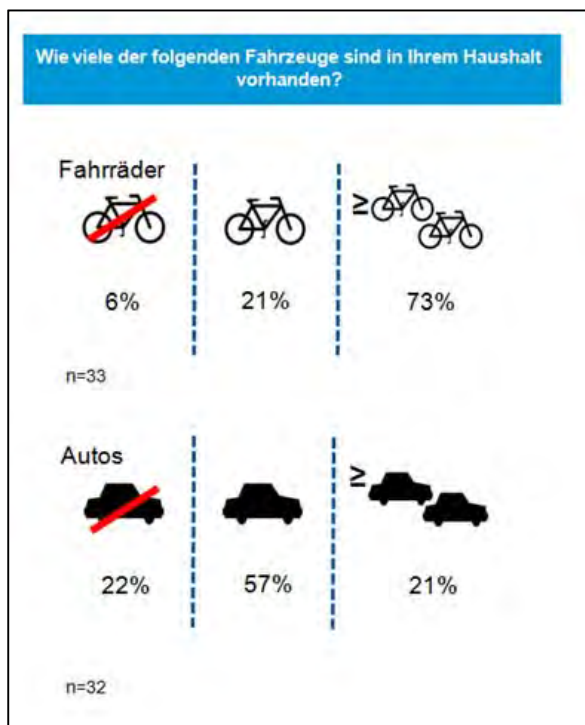 Wie viele der folgenden Fahrzeuge sind in Ihrem Haushalt
vorhanden?
Fahrräder
≥
6%
21%
73%
n=33
Autos
≥
22%
57%
21%
n=32